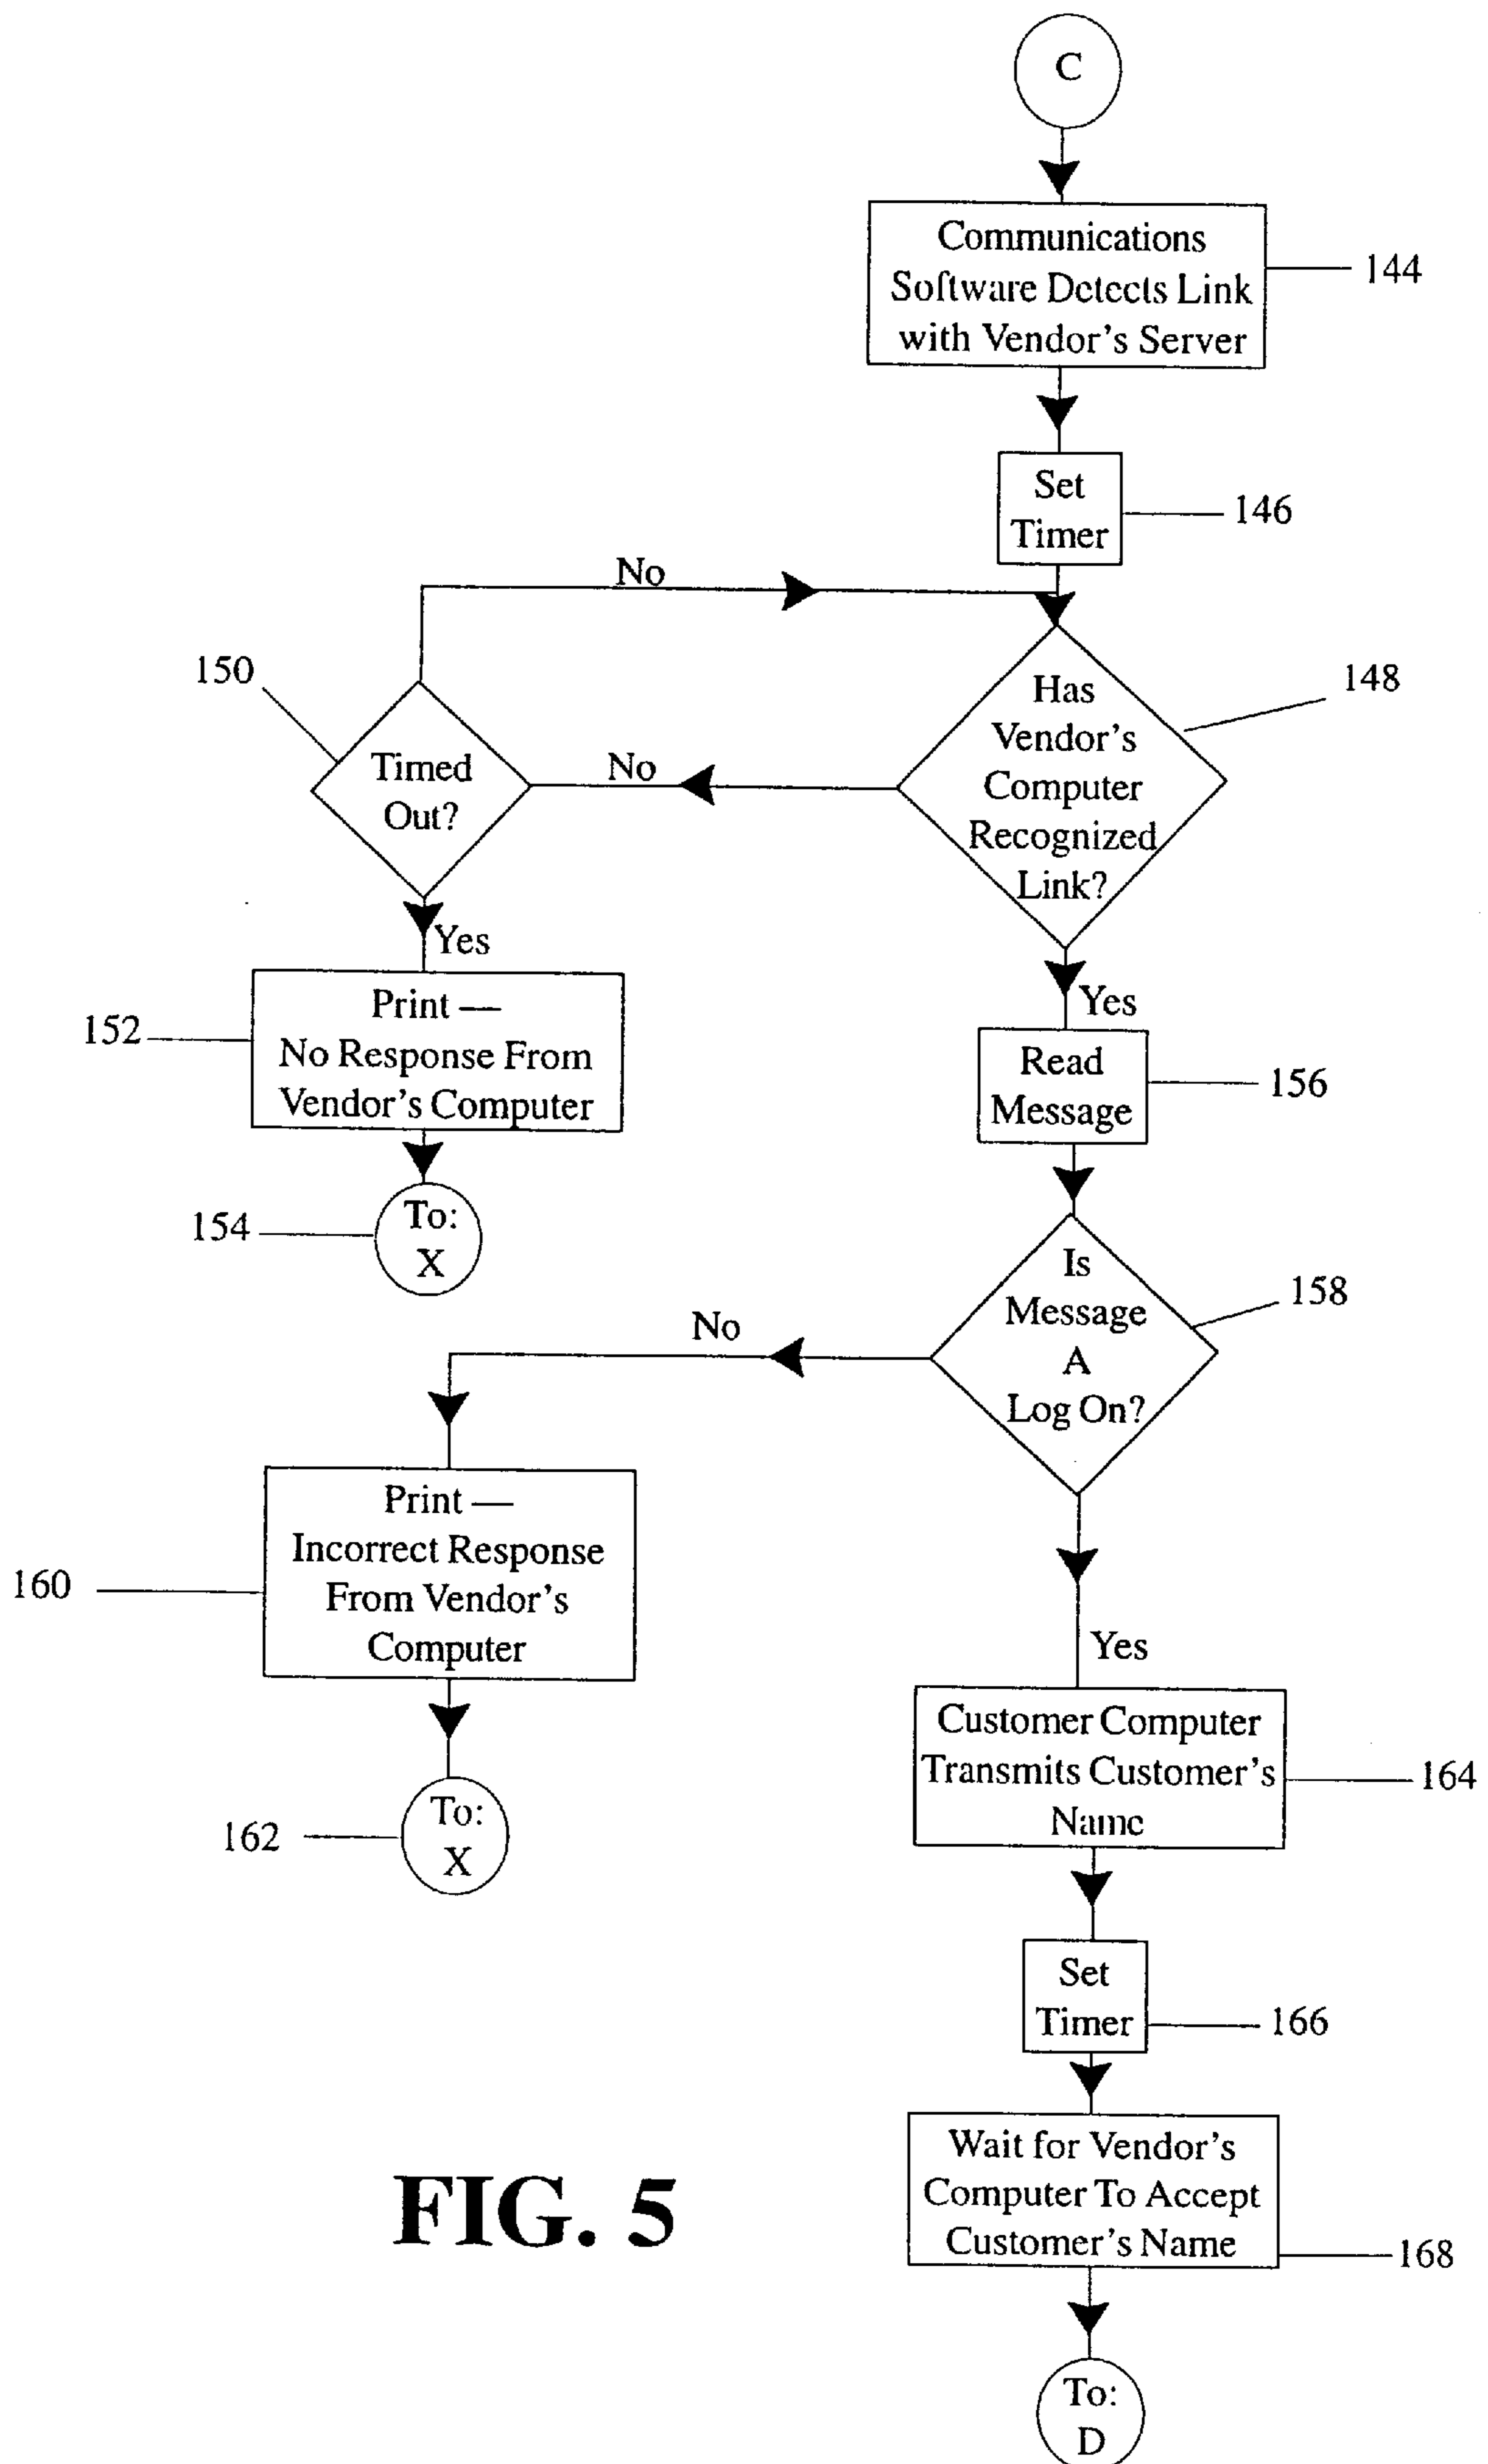 C
Communications
Software Detects Link
with Vendor's Server
144
Set
Timer
146
No
150
Timed
Out?
No
Has
Vendor's
Computer
Recognized
Link?
148
Yes
Yes
152
Print —
No Response From
Vendor's Computer
Read
Message
156
154
To:
X
Is
Message
A
Log On?
158
No
160
Print —
Incorrect Response
From Vendor's
Computer
Yes
162
To:
X
Customer Computer
Transmits Customer's
Name
164
Set
Timer
166
Wait for Vendor's
Computer To Accept
Customer's Name
168
FIG. 5
To:
D